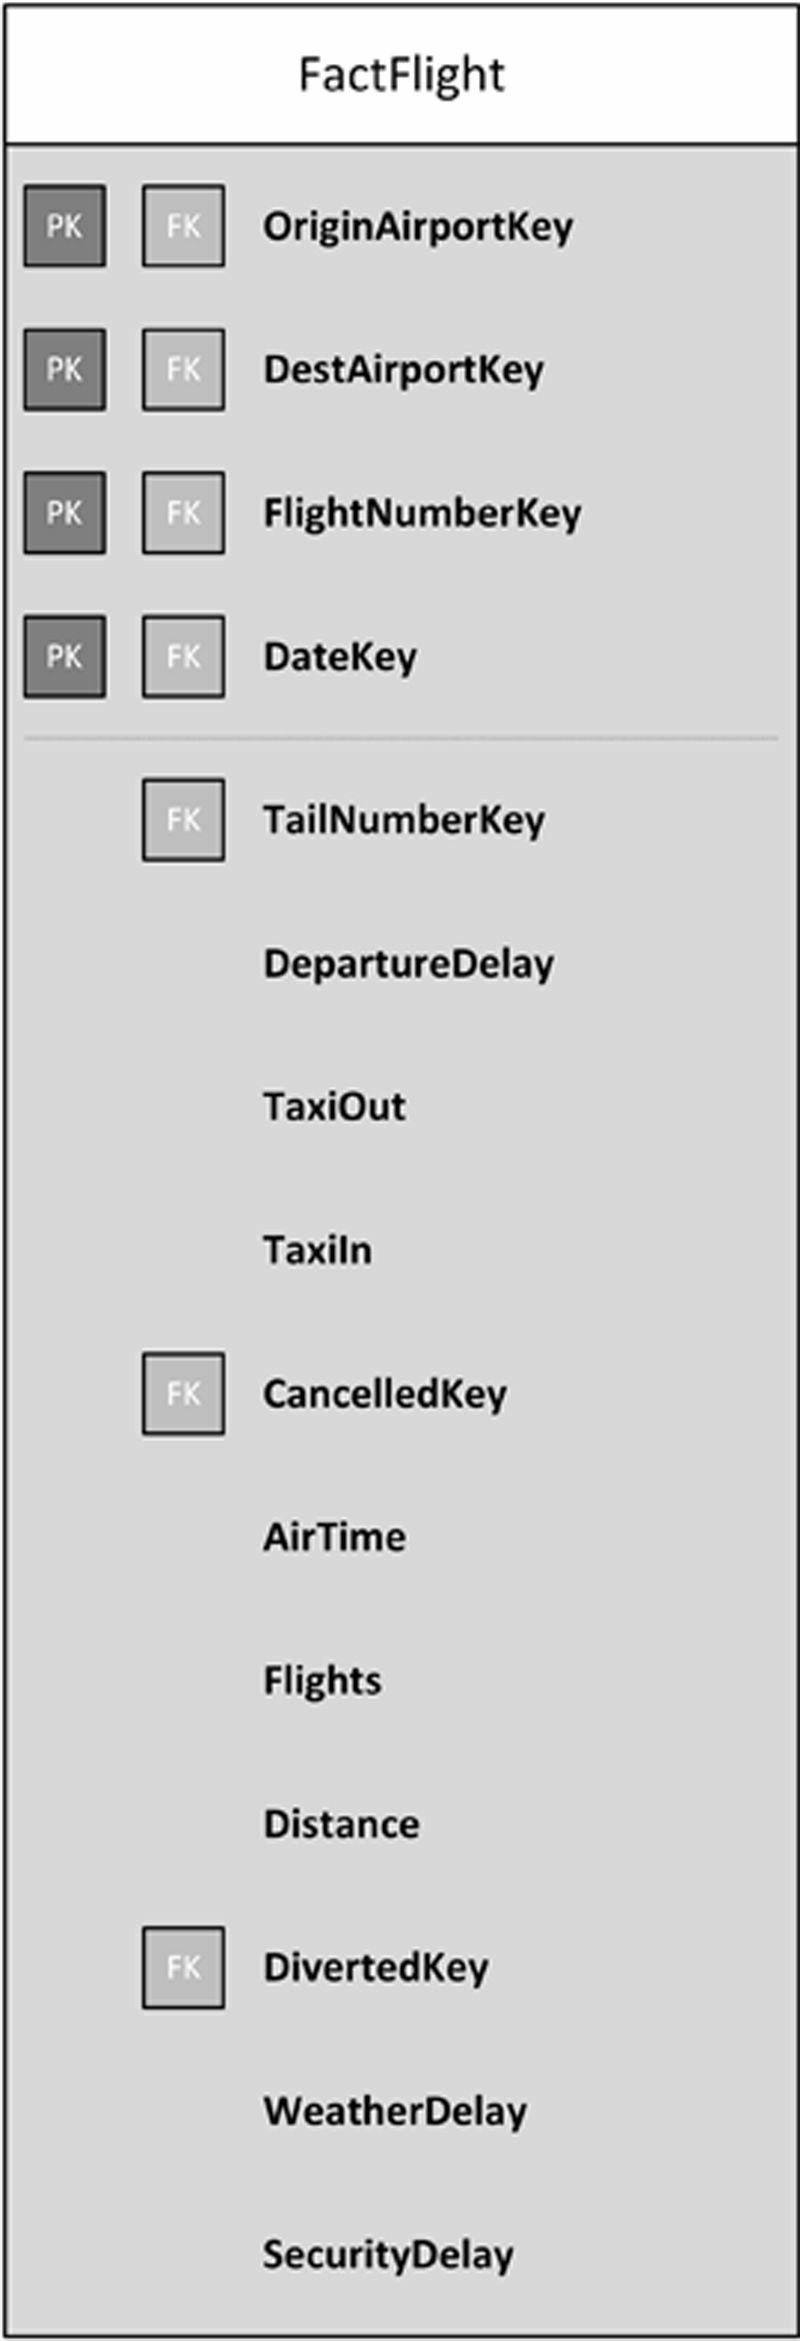 FactFlight
PK FK OriginAirportKey
PK FK DestAirportKey
PK FK FlightNumberKey
PK FK DateKey
FK TailNumberKey
DepartureDelay
TaxiOut
TaxiIn
FK CancelledKey
AirTime
Flights
Distance
FK DivertedKey
WeatherDelay
SecurityDelay